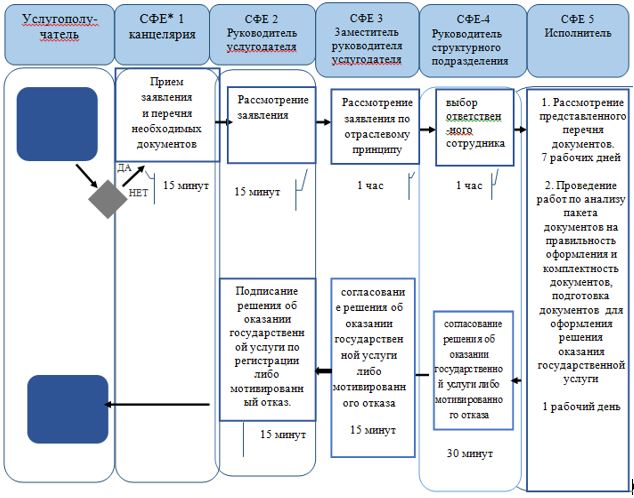 Услугополу-
чатель
СФЕ* 1
канцелярия
СФЕ 2
Руководитель
услугодателя
СФЕ 3
Заместитель
руководителя
услугодателя
СФЕ-4
Руководитель
структурного
подразделения
СФЕ 5
Исполнитель
Прием
заявления
и перечня
необходимых
документов
Рассмотрение
заявления
Рассмотрение
заявления по
отраслевому
принципу
выбор
ответствен
-ного
сотрудника
1. Рассмотрение
представленного
перечня
документов.
7 рабочих дней
2. Проведение
работ по анализу
пакета
документов на
правильность
оформления и
комплектность
документов,
подготовка
документов для
оформления
решения
оказания
государственной
услуги
1 рабочий день
ДА
НЕТ
15 минут
15 минут
1 час
1 час
Подписание
решения об
оказании
государственн
ой услуги по
регистрации
либо
мотивированн
ый отказ.
15 минут
согласовани
е решения об
оказании
государствен
ной услуги
либо
мотивированн
ого отказа
15 минут
согласование
решения об
оказании
государственно
й услуги либо
мотивированно
го отказа
30 минут